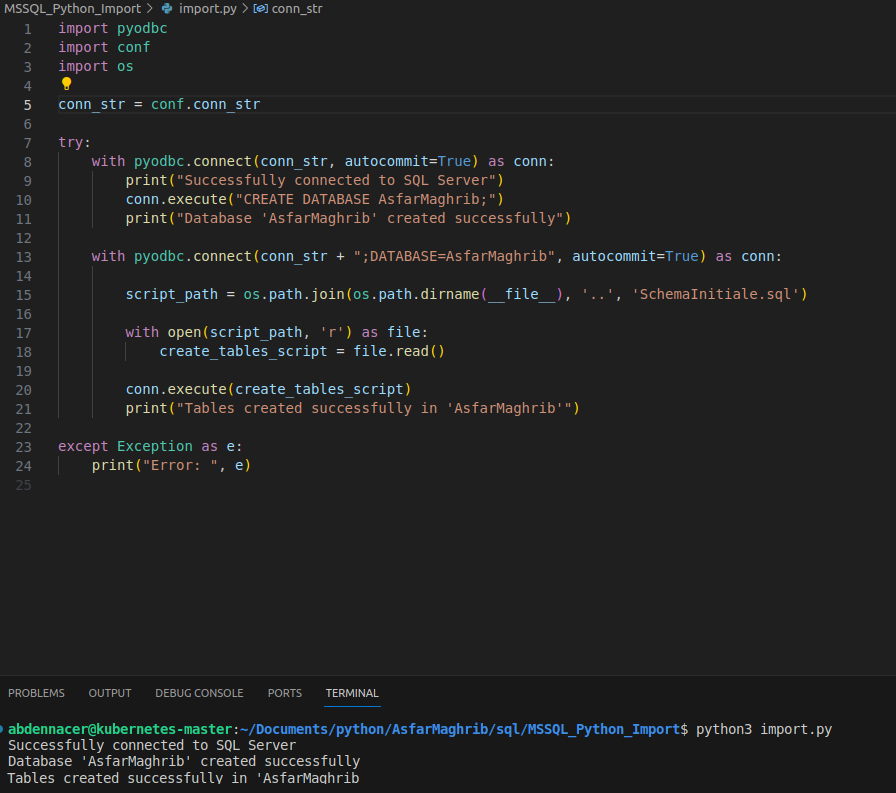 MSSQL_Python_Import > import.py > conn_str
1 import pyodbc
2 import conf
3 import os
4
5 conn_str = conf.conn_str
6
7 try:
8     with pyodbc.connect(conn_str, autocommit=True) as conn:
9         print("Successfully connected to SQL Server")
10         conn.execute("CREATE DATABASE AsfarMaghrib;")
11         print("Database 'AsfarMaghrib' created successfully")
12
13     with pyodbc.connect(conn_str + ";DATABASE=AsfarMaghrib", autocommit=True) as conn:
14
15         script_path = os.path.join(os.path.dirname(__file__), '..', 'SchemaInitiale.sql')
16
17         with open(script_path, 'r') as file:
18             create_tables_script = file.read()
19
20         conn.execute(create_tables_script)
21         print("Tables created successfully in 'AsfarMaghrib'")
22
23 except Exception as e:
24     print("Error: ", e)
25
PROBLEMS OUTPUT DEBUG CONSOLE PORTS TERMINAL
abdennacer@kubernetes-master:~/Documents/python/AsfarMaghrib/sql/MSSQL_Python_Import$ python3 import.py
Successfully connected to SQL Server
Database 'AsfarMaghrib' created successfully
Tables created successfully in 'AsfarMaghrib